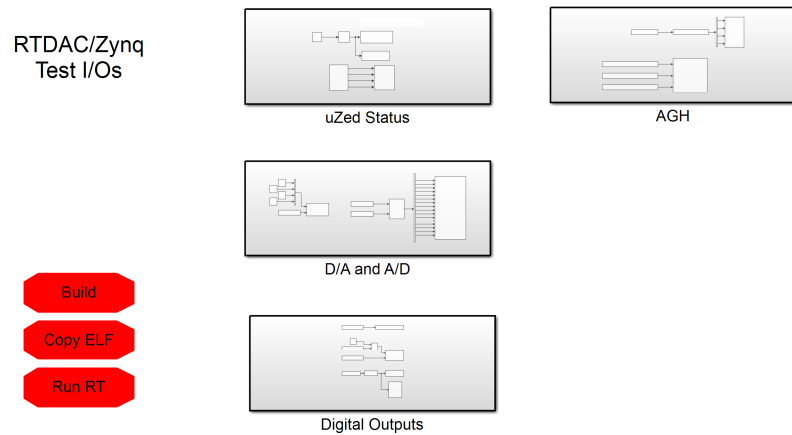 RTDAC/Zynq
Test I/Os
uZed Status
AGH
D/A and A/D
Build
Copy ELF
Run RT
Digital Outputs